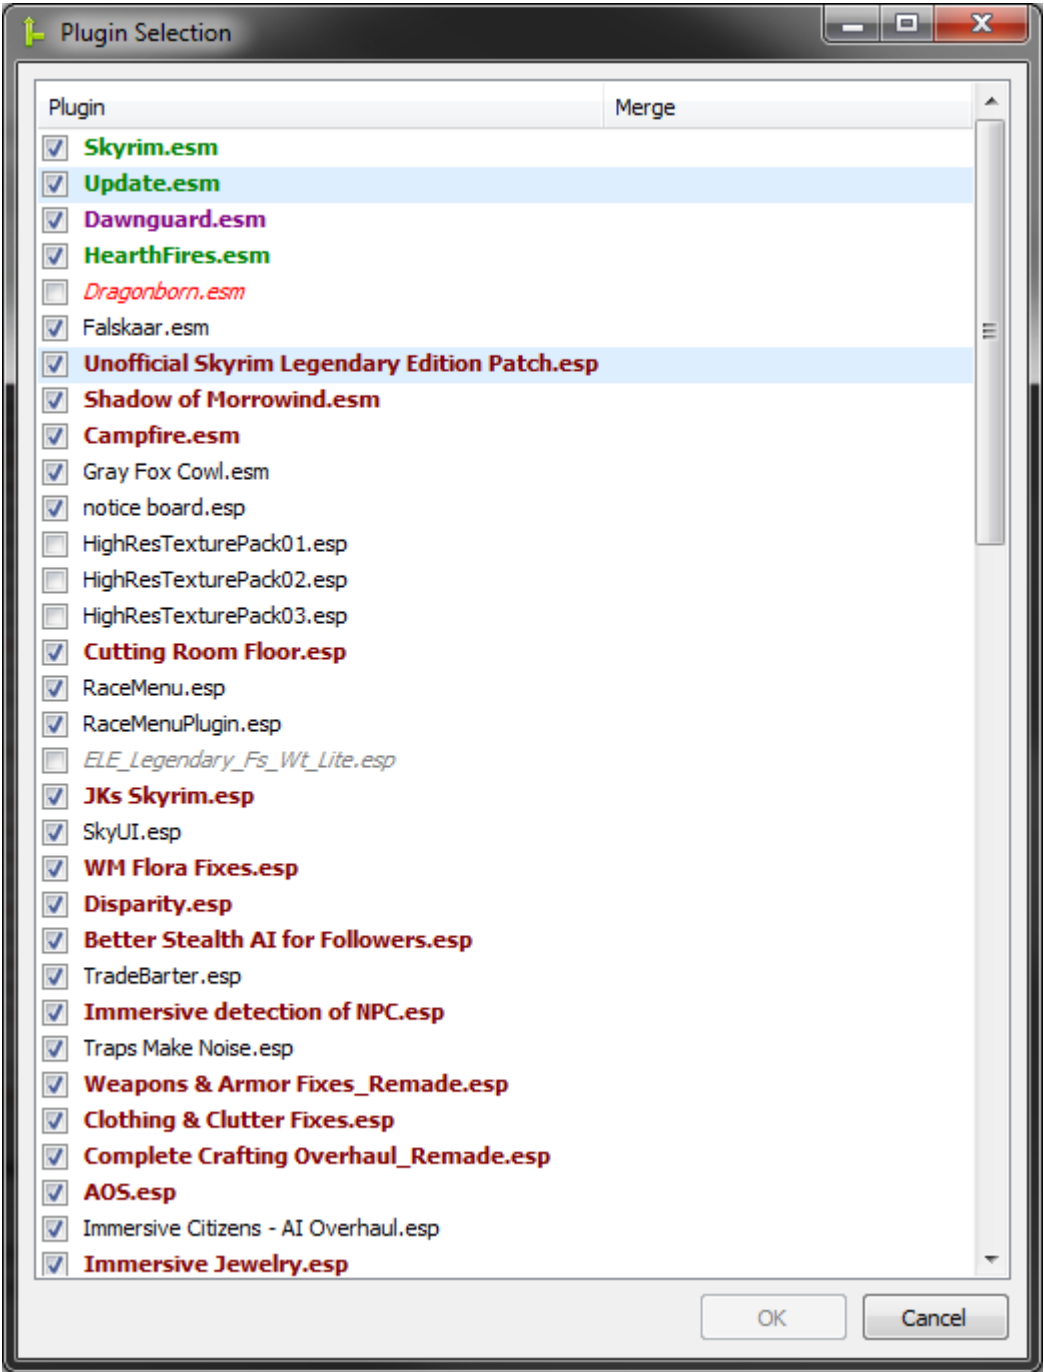 Plugin Selection
Plugin Merge
Skyrim.esm
Update.esm
Dawnguard.esm
HearthFires.esm
Dragonborn.esm
Falskaar.esm
Unofficial Skyrim Legendary Edition Patch.esp
Shadow of Morrowind.esm
Campfire.esm
Gray Fox Cowl.esm
notice board.esp
HighResTexturePack01.esp
HighResTexturePack02.esp
HighResTexturePack03.esp
Cutting Room Floor.esp
RaceMenu.esp
RaceMenuPlugin.esp
ELE_Legendary_Fs_Wt_Lite.esp
JKs Skyrim.esp
SkyUI.esp
WM Flora Fixes.esp
Disparity.esp
Better Stealth AI for Followers.esp
TradeBarter.esp
Immersive detection of NPC.esp
Traps Make Noise.esp
Weapons & Armor Fixes_Remade.esp
Clothing & Clutter Fixes.esp
Complete Crafting Overhaul_Remade.esp
AOS.esp
Immersive Citizens - AI Overhaul.esp
Immersive Jewelry.esp
OK Cancel